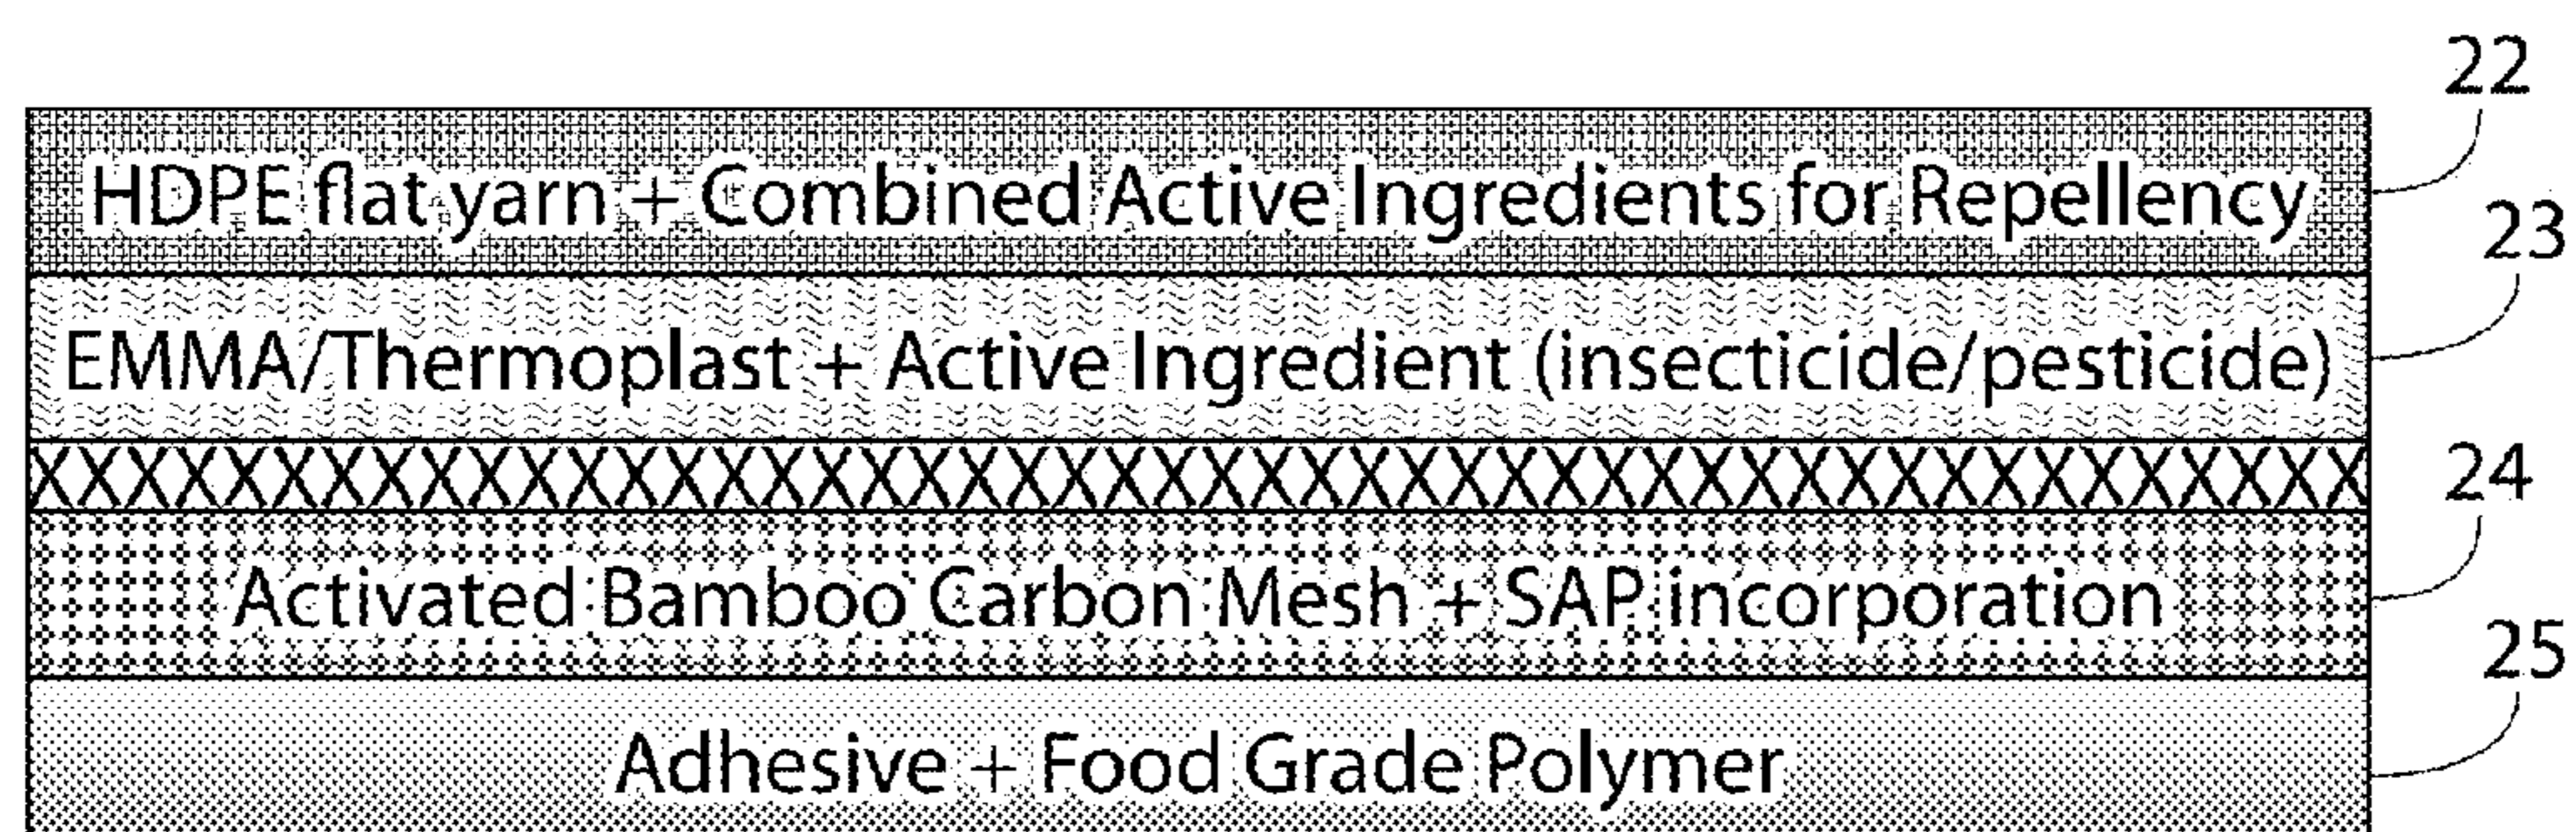 22
HDPE flat yarn + Combined Active Ingredients for Repellency
23
EMMA/Thermoplast + Active Ingredient (insecticide/pesticide)
XXXXXXXXXXXXXXXXXXXXXXXXXXXXXXXXXXXXXXXXXXXXXXXX
24
Activated Bamboo Carbon Mesh + SAP incorporation
25
Adhesive + Food Grade Polymer